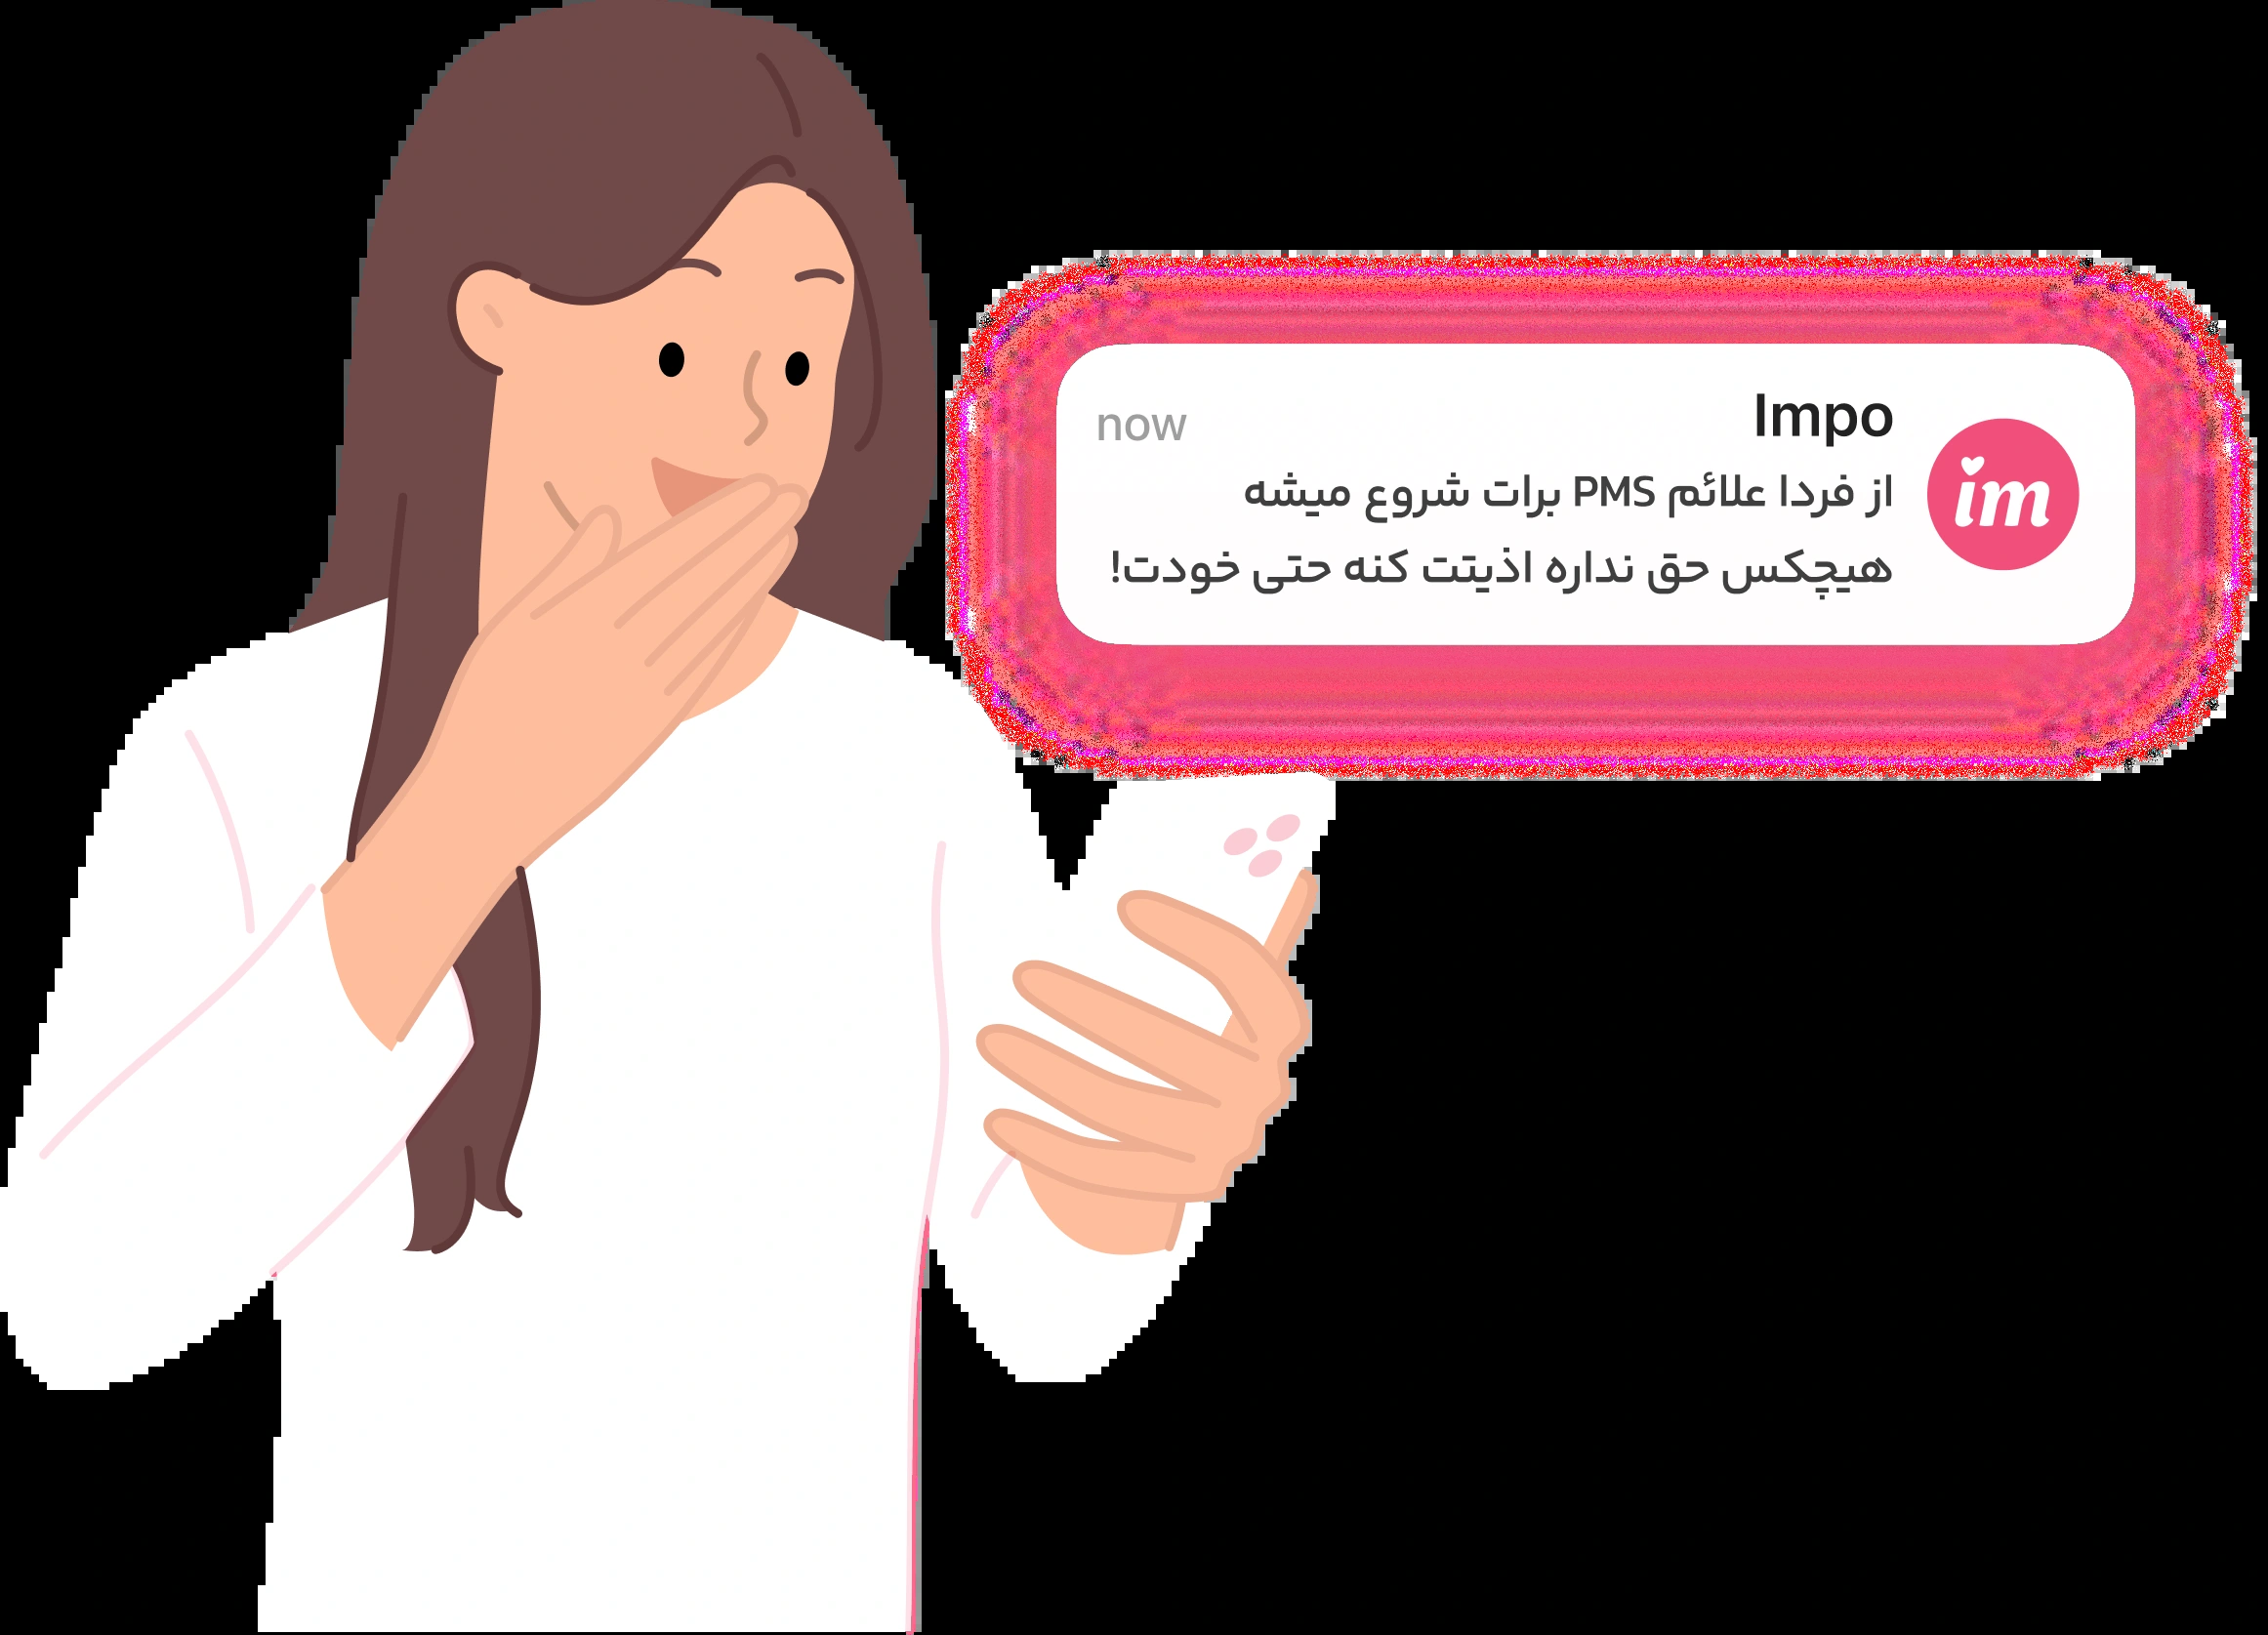 Impo
now
im
از فردا علائم PMS برات شروع میشه
هیچکس حق نداره اذیتت کنه حتی خودت!